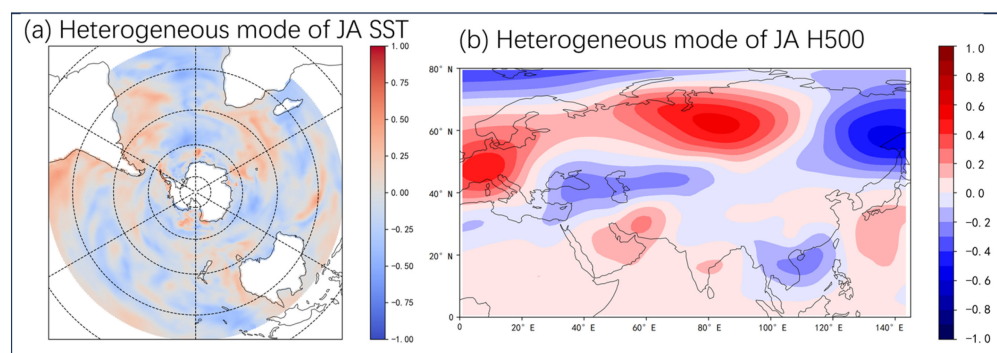 (a) Heterogeneous mode of JA SST
1.00
0.75
0.50
0.25
0.00
-0.25
-0.50
-0.75
-1.00
(b) Heterogeneous mode of JA H500
80° N
60° N
40° N
20° N
0
0
20° E
40° E
60° E
80° E
100° E
120° E
140° E
1.0
0.8
0.6
0.4
0.2
0.0
-0.2
-0.4
-0.6
-0.8
-1.0